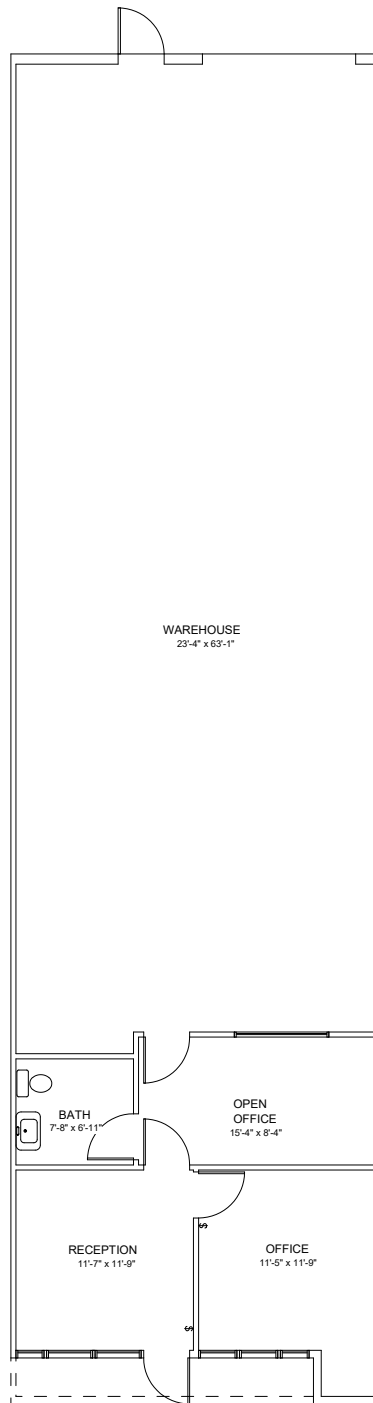 WAREHOUSE
23'-4" x 63'-1"
BATH
7'-8" x 6'-11"
OPEN
OFFICE
15'-4" x 8'-4"
RECEPTION
11'-7" x 11'-9"
OFFICE
11'-5" x 11'-9"
$
$